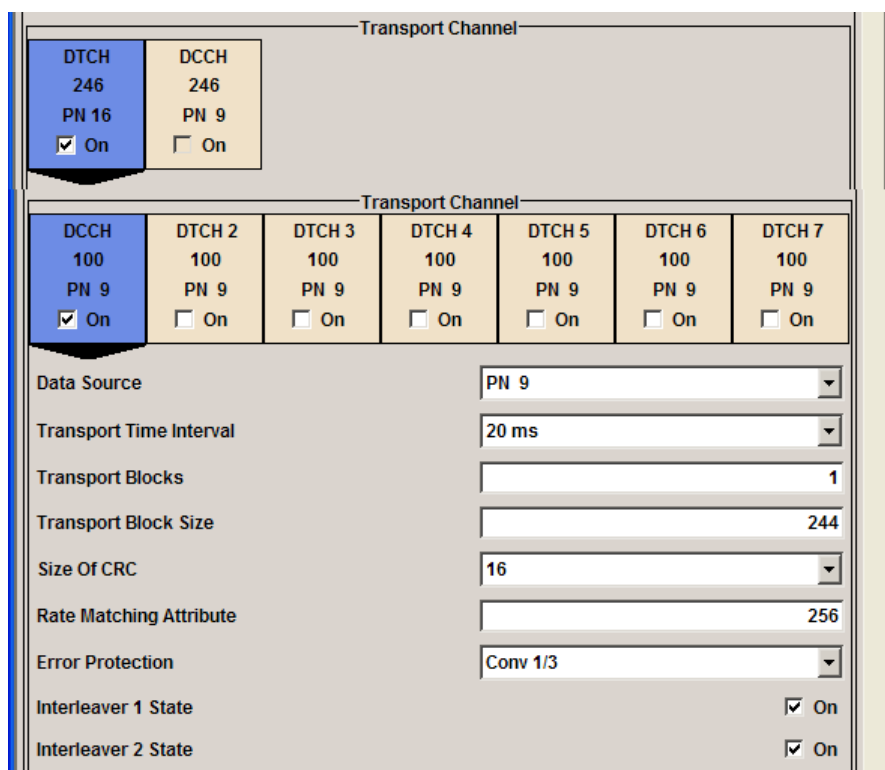 Transport Channel
DTCH DCCH
246 246
PN 16 PN 9
On On
Transport Channel
DCCH DTCH 2 DTCH 3 DTCH 4 DTCH 5 DTCH 6 DTCH 7
100 100 100 100 100 100 100
PN 9 PN 9 PN 9 PN 9 PN 9 PN 9 PN 9
On On On On On On On
Data Source PN 9
Transport Time Interval 20 ms
Transport Blocks 1
Transport Block Size 244
Size Of CRC 16
Rate Matching Attribute 256
Error Protection Conv 1/3
Interleaver 1 State On
Interleaver 2 State On